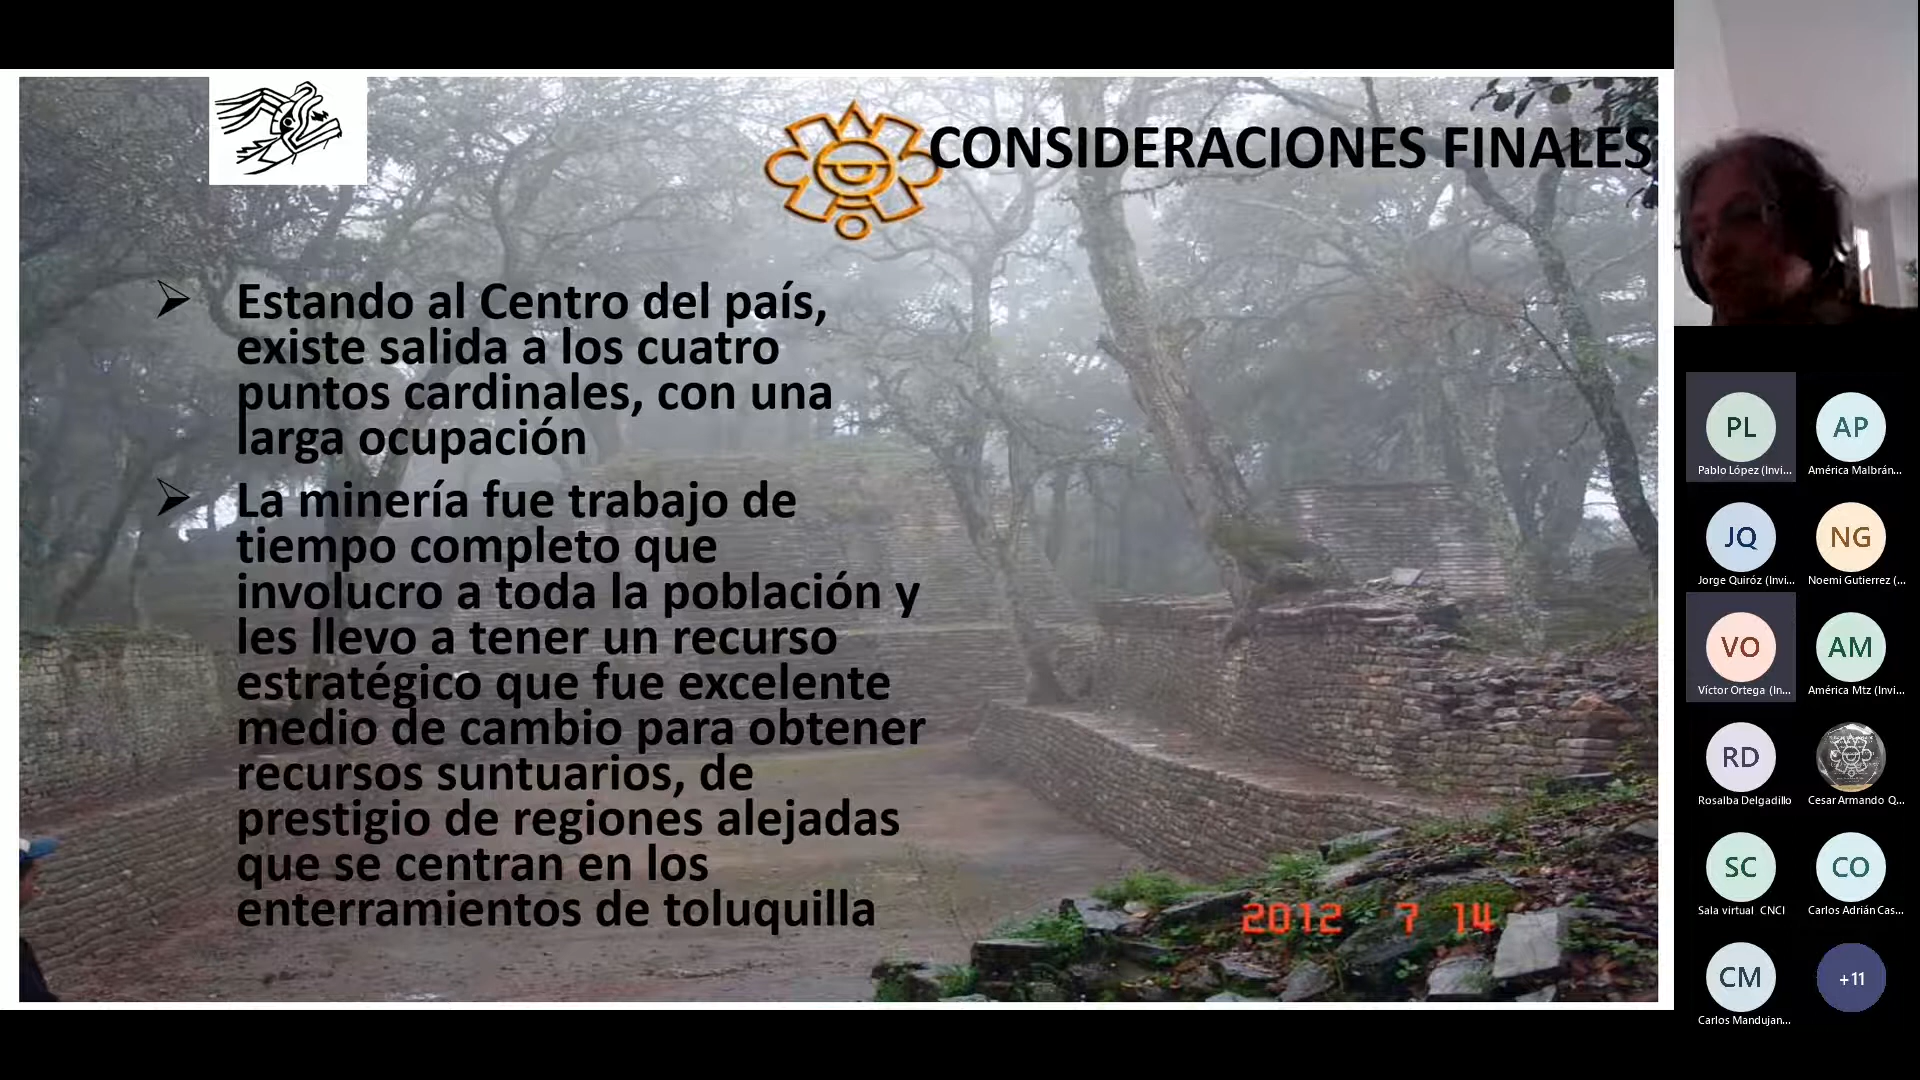 CONSIDERACIONES FINALES
Estando al Centro del país,
existe salida a los cuatro
puntos cardinales, con una
larga ocupación
La minería fue trabajo de
tiempo completo que
involucro a toda la población y
les llevo a tener un recurso
estratégico que fue excelente
medio de cambio para obtener
recursos suntuarios, de
prestigio de regiones alejadas
que se centran en los
enterramientos de toluquilla
2012 7 14
PL
Pablo López (Invi...
AP
América Malbrán...
JQ
Jorge Quiróz (Invi...
NG
Noemi Gutierrez (...
VO
Víctor Ortega (In...
AM
América Mtz (Invi...
RD
Rosalba Delgadillo
Cesar Armando Q...
SC
Sala virtual CNCI
CO
Carlos Adrián Cas...
CM
Carlos Mandujan...
+11